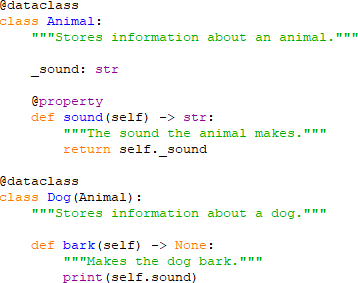 @dataclass
class Animal:
    """Stores information about an animal."""

    _sound: str

    @property
    def sound(self) -> str:
        """The sound the animal makes."""
        return self._sound

@dataclass
class Dog(Animal):
    """Stores information about a dog."""

    def bark(self) -> None:
        """Makes the dog bark."""
        print(self.sound)